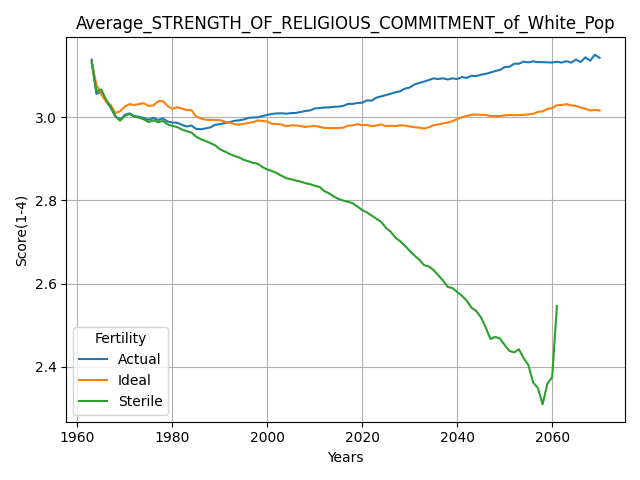 Average_STRENGTH_OF_RELIGIOUS_COMMITMENT_of_White_Pop
Score(1-4)
3.0
2.8
2.6
2.4
Fertility
Actual
Ideal
Sterile
1960
1980
2000
2020
2040
2060
Years